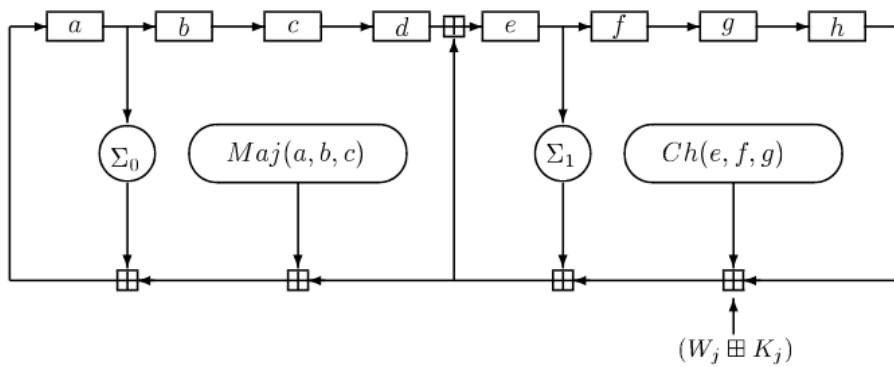 a b c d ⊞ e f g h
Σ₀ Maj(a, b, c) Σ₁ Ch(e, f, g)
⊞ ⊞ ⊞ ⊞
(Wⱼ ⊞ Kⱼ)